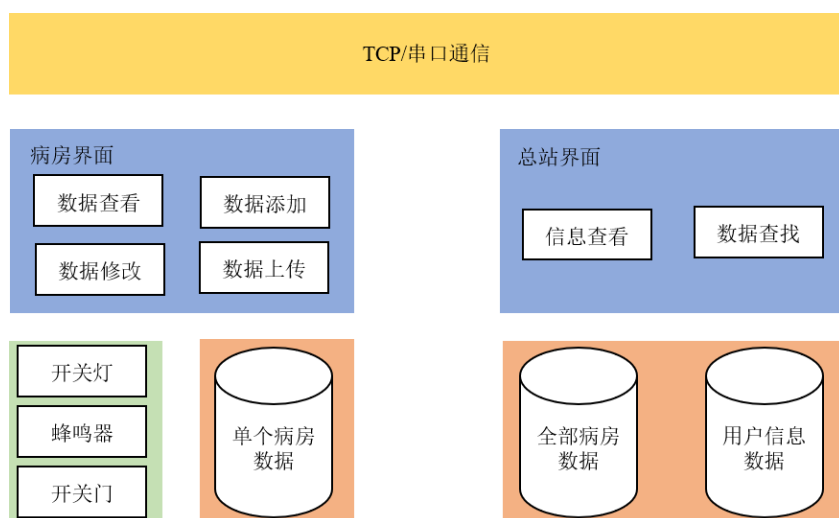 TCP/串口通信
病房界面
数据查看
数据添加
数据修改
数据上传
总站界面
信息查看
数据查找
开关灯
蜂鸣器
开关门
单个病房
数据
全部病房
数据
用户信息
数据